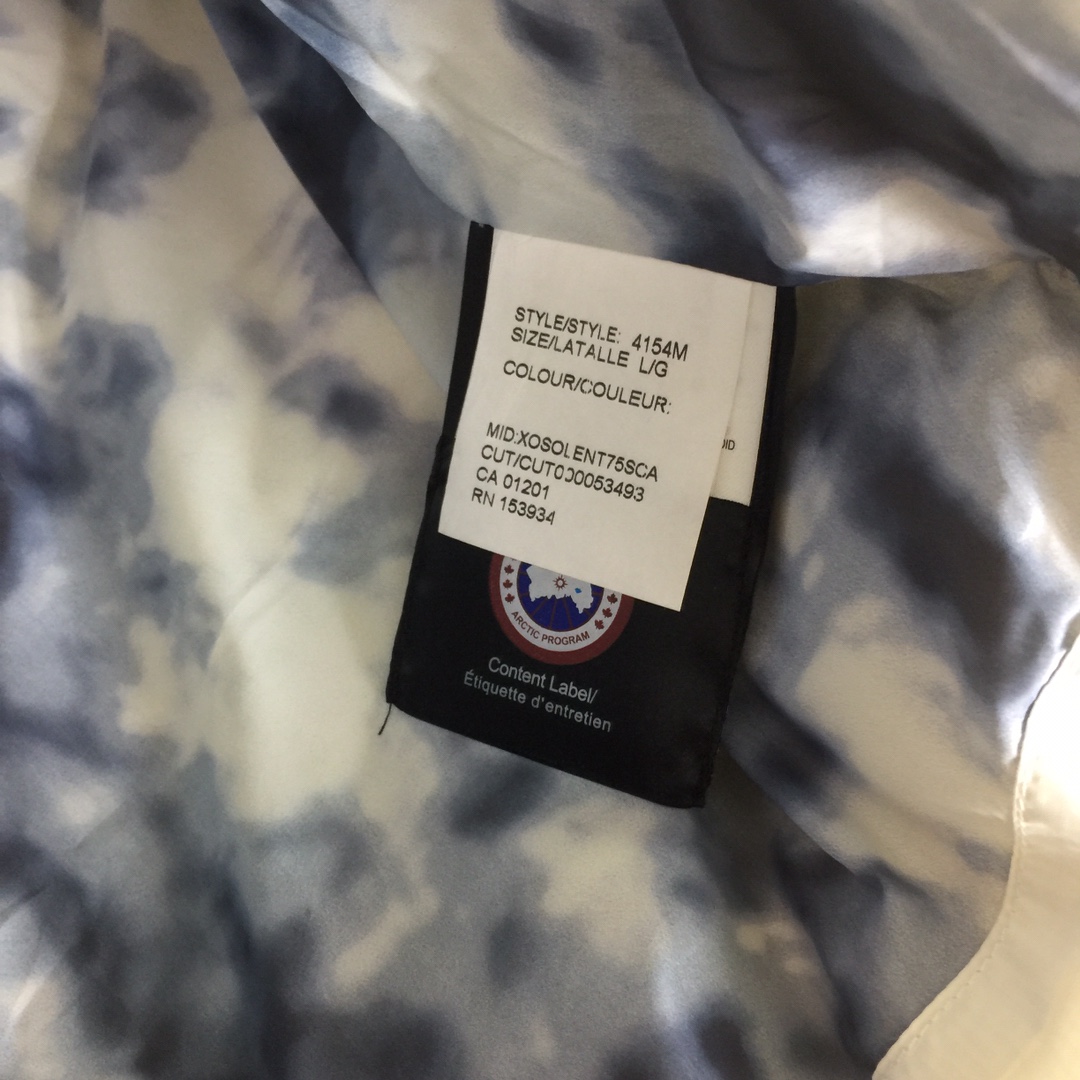 STYLE/STYLE: 4154M
SIZE/LATALLE L/G
COLOUR/COULEUR:
MID:XOSOLENT75SCA
CUT/CUT000053493
CA 01201
RN 153934
ARCTIC PROGRAM
Content Label/
Étiquette d'entretien